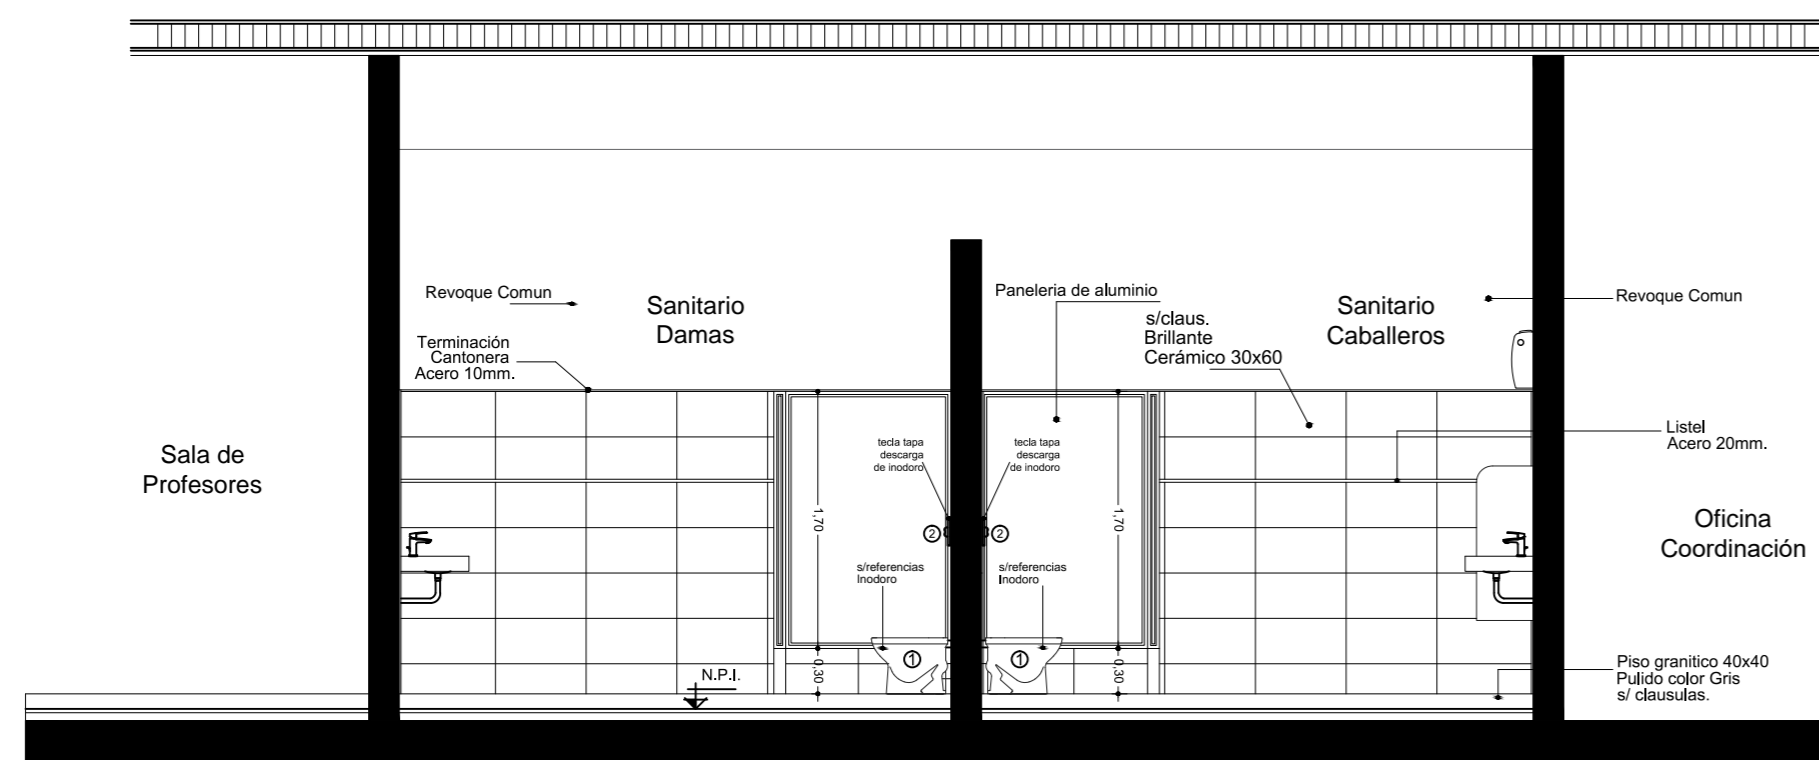 Revoque Comun
Sanitario
Damas
Terminación
Cantonera
Acero 10mm.
Sala de
Profesores
tecla tapa
descarga
de inodoro
1,70
2
s/referencias
Inodoro
1
0,30
N.P.I.
Paneleria de aluminio
s/claus.
Brillante
Cerámico 30x60
Sanitario
Caballeros
Revoque Comun
tecla tapa
descarga
de inodoro
1,70
2
s/referencias
Inodoro
1
0,30
Listel
Acero 20mm.
Oficina
Coordinación
Piso granitico 40x40
Pulido color Gris
s/ clausulas.